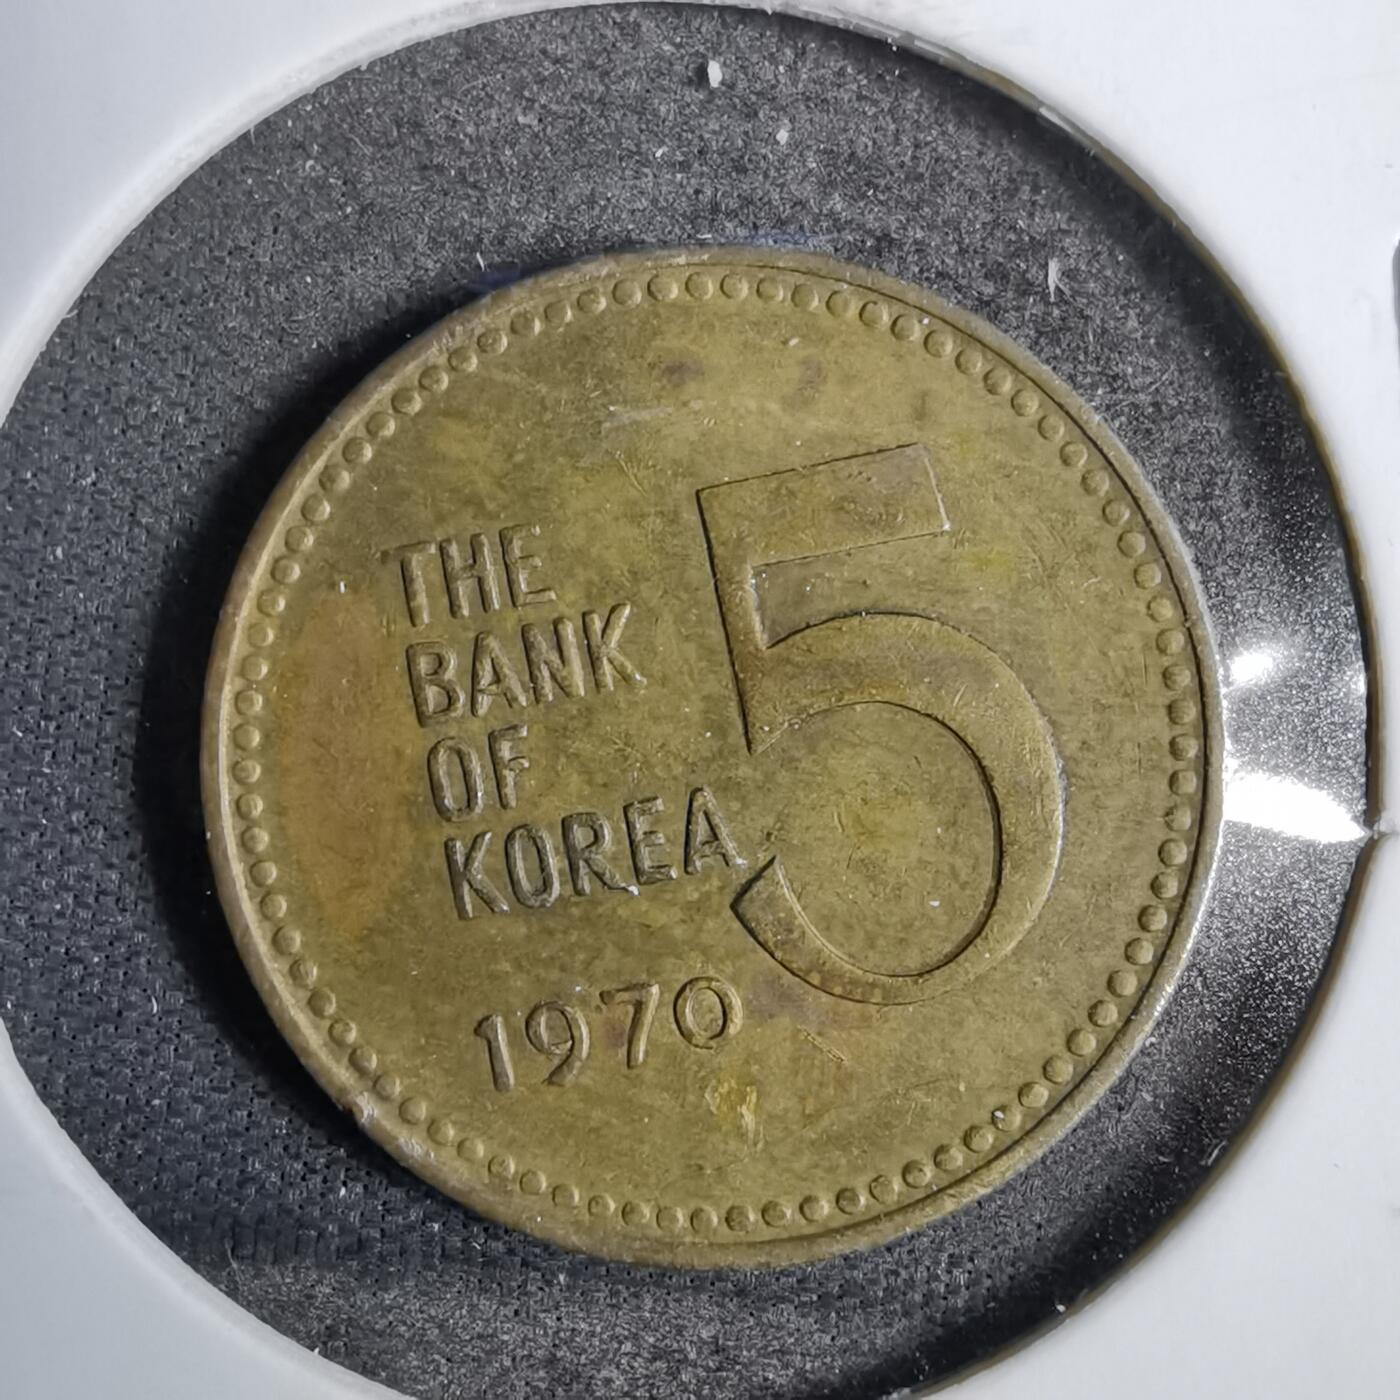 THE
BANK
OF
KOREA
5
1970